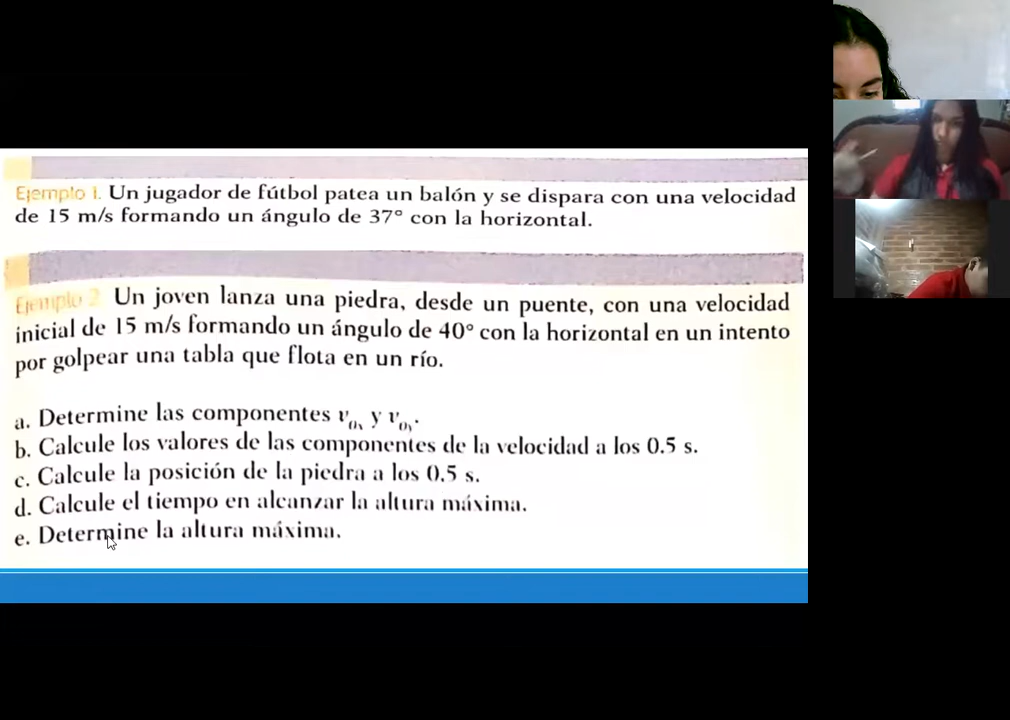 Ejemplo 1. Un jugador de fútbol patea un balón y se dispara con una velocidad
de 15 m/s formando un ángulo de 37° con la horizontal.
Ejemplo 2. Un joven lanza una piedra, desde un puente, con una velocidad
inicial de 15 m/s formando un ángulo de 40° con la horizontal en un intento
por golpear una tabla que flota en un río.
a. Determine las componentes v₀ₓ y v₀ᵧ.
b. Calcule los valores de las componentes de la velocidad a los 0.5 s.
c. Calcule la posición de la piedra a los 0.5 s.
d. Calcule el tiempo en alcanzar la altura máxima.
e. Determine la altura máxima.